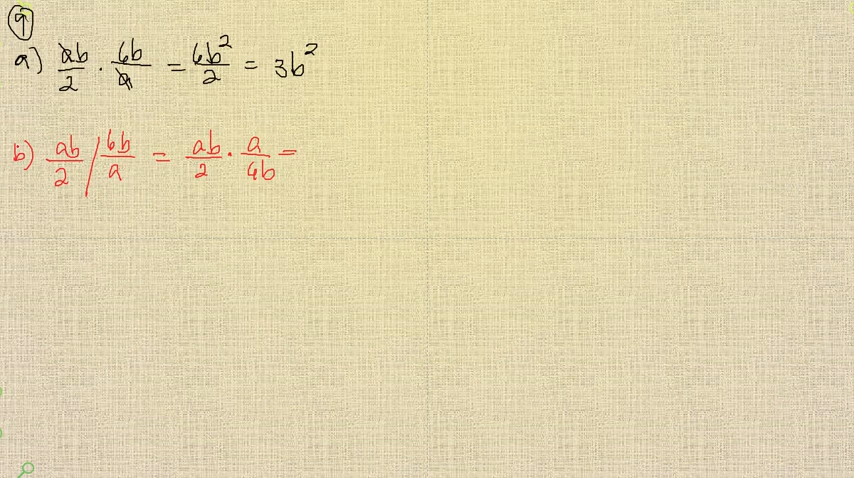 9
a) ab/2 · 6b/a = 6b²/2 = 3b²
b) ab/2 / 6b/a = ab/2 · a/6b =